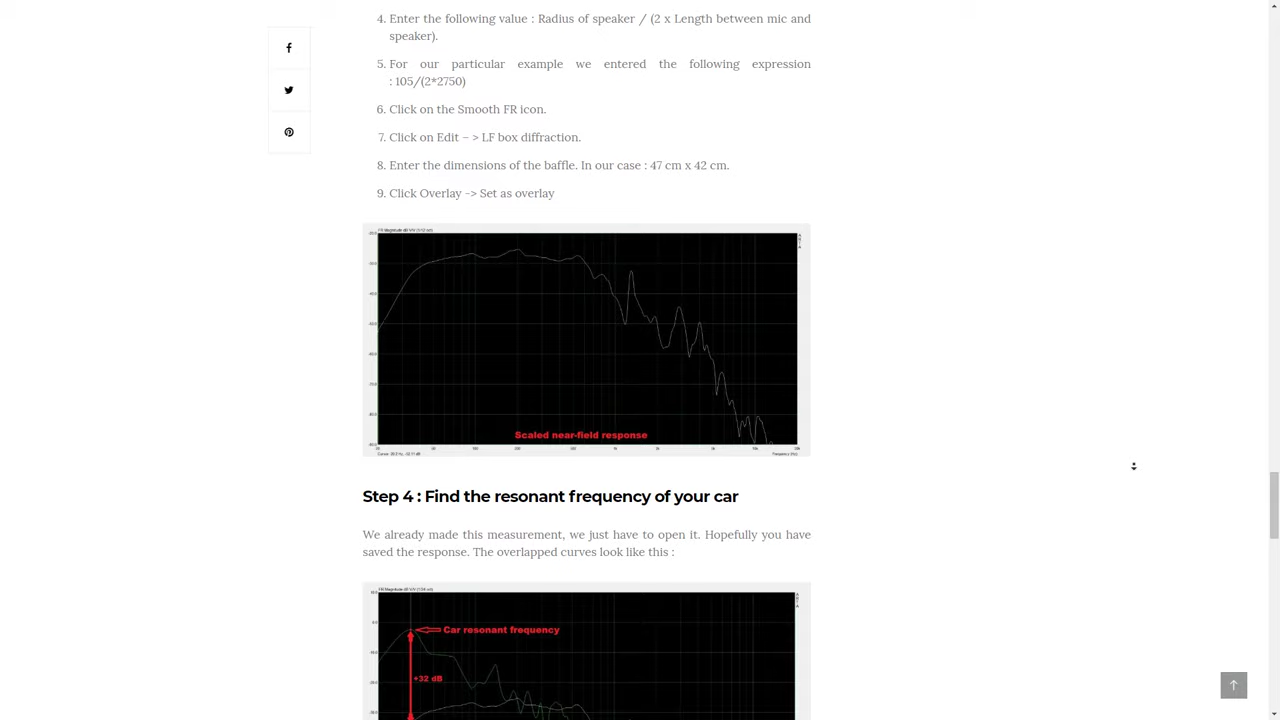 4. Enter the following value : Radius of speaker / (2 x Length between mic and
speaker).
5. For our particular example we entered the following expression
: 105/(2*2750)
6. Click on the Smooth FR icon.
7. Click on Edit – > LF box diffraction.
8. Enter the dimensions of the baffle. In our case : 47 cm x 42 cm.
9. Click Overlay -> Set as overlay
Scaled near-field response
Frequency (Hz)
Step 4 : Find the resonant frequency of your car
We already made this measurement, we just have to open it. Hopefully you have
saved the response. The overlapped curves look like this :
Car resonant frequency
+32 dB